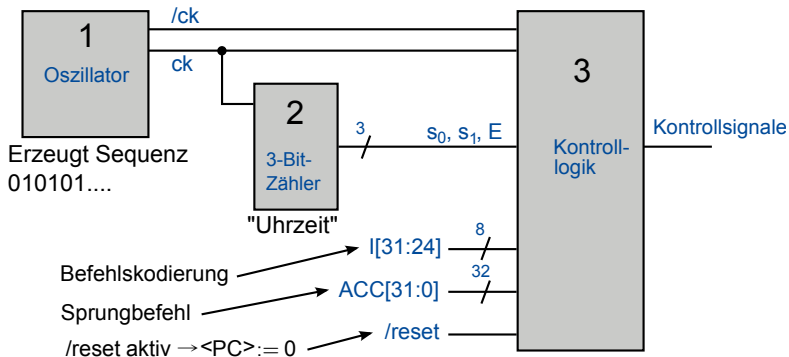 /ck
1
Oszillator
ck
3
2
3
s0, s1, E
Kontrollsignale
Kontroll-
logik
Erzeugt Sequenz
010101....
3-Bit-
Zähler
"Uhrzeit"
8
I[31:24]
Befehlskodierung
32
ACC[31:0]
Sprungbefehl
/reset
/reset aktiv →<PC>:= 0